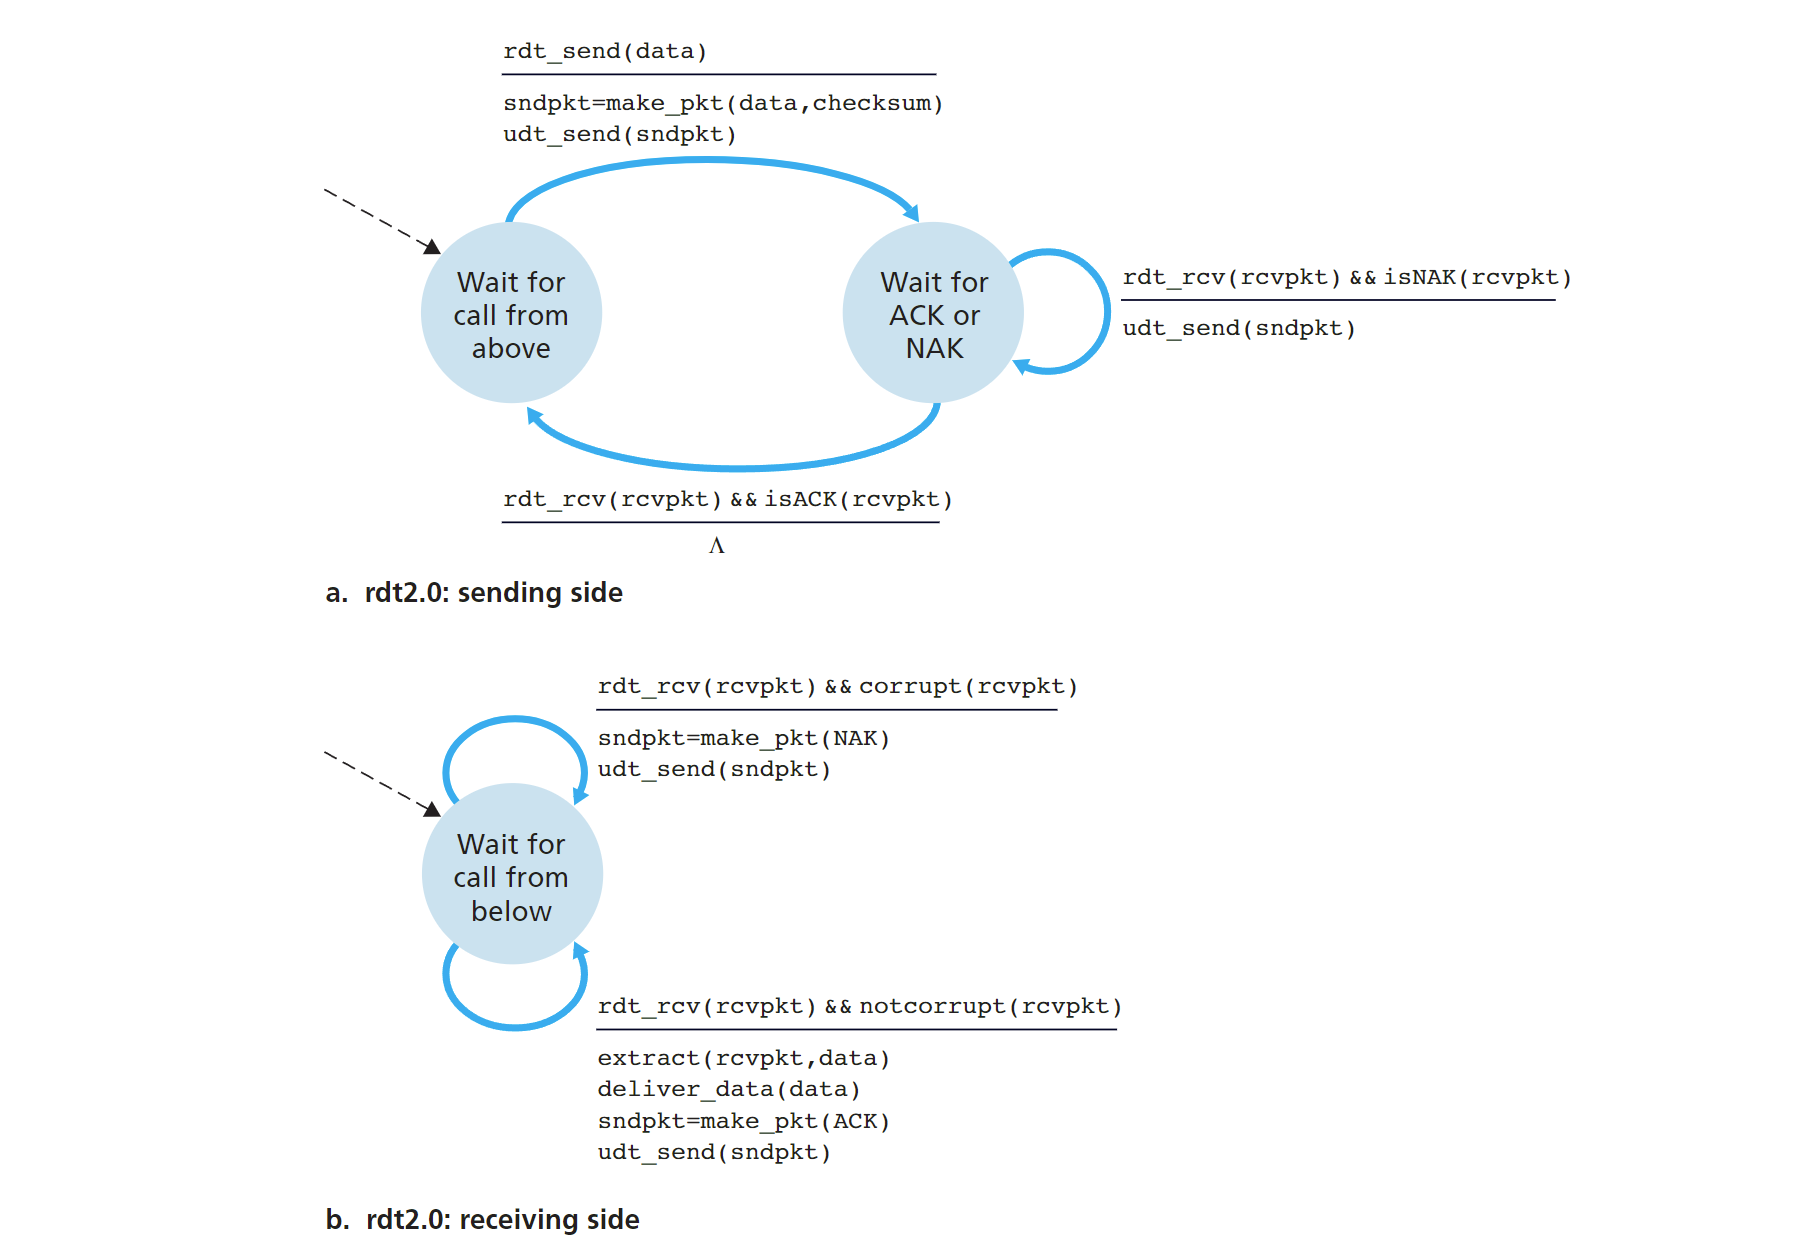 rdt_send(data)
sndpkt=make_pkt(data,checksum)
udt_send(sndpkt)
Wait for
call from
above
Wait for
ACK or
NAK
rdt_rcv(rcvpkt) && isNAK(rcvpkt)
udt_send(sndpkt)
rdt_rcv(rcvpkt) && isACK(rcvpkt)
Λ
a. rdt2.0: sending side
rdt_rcv(rcvpkt) && corrupt(rcvpkt)
sndpkt=make_pkt(NAK)
udt_send(sndpkt)
Wait for
call from
below
rdt_rcv(rcvpkt) && notcorrupt(rcvpkt)
extract(rcvpkt,data)
deliver_data(data)
sndpkt=make_pkt(ACK)
udt_send(sndpkt)
b. rdt2.0: receiving side